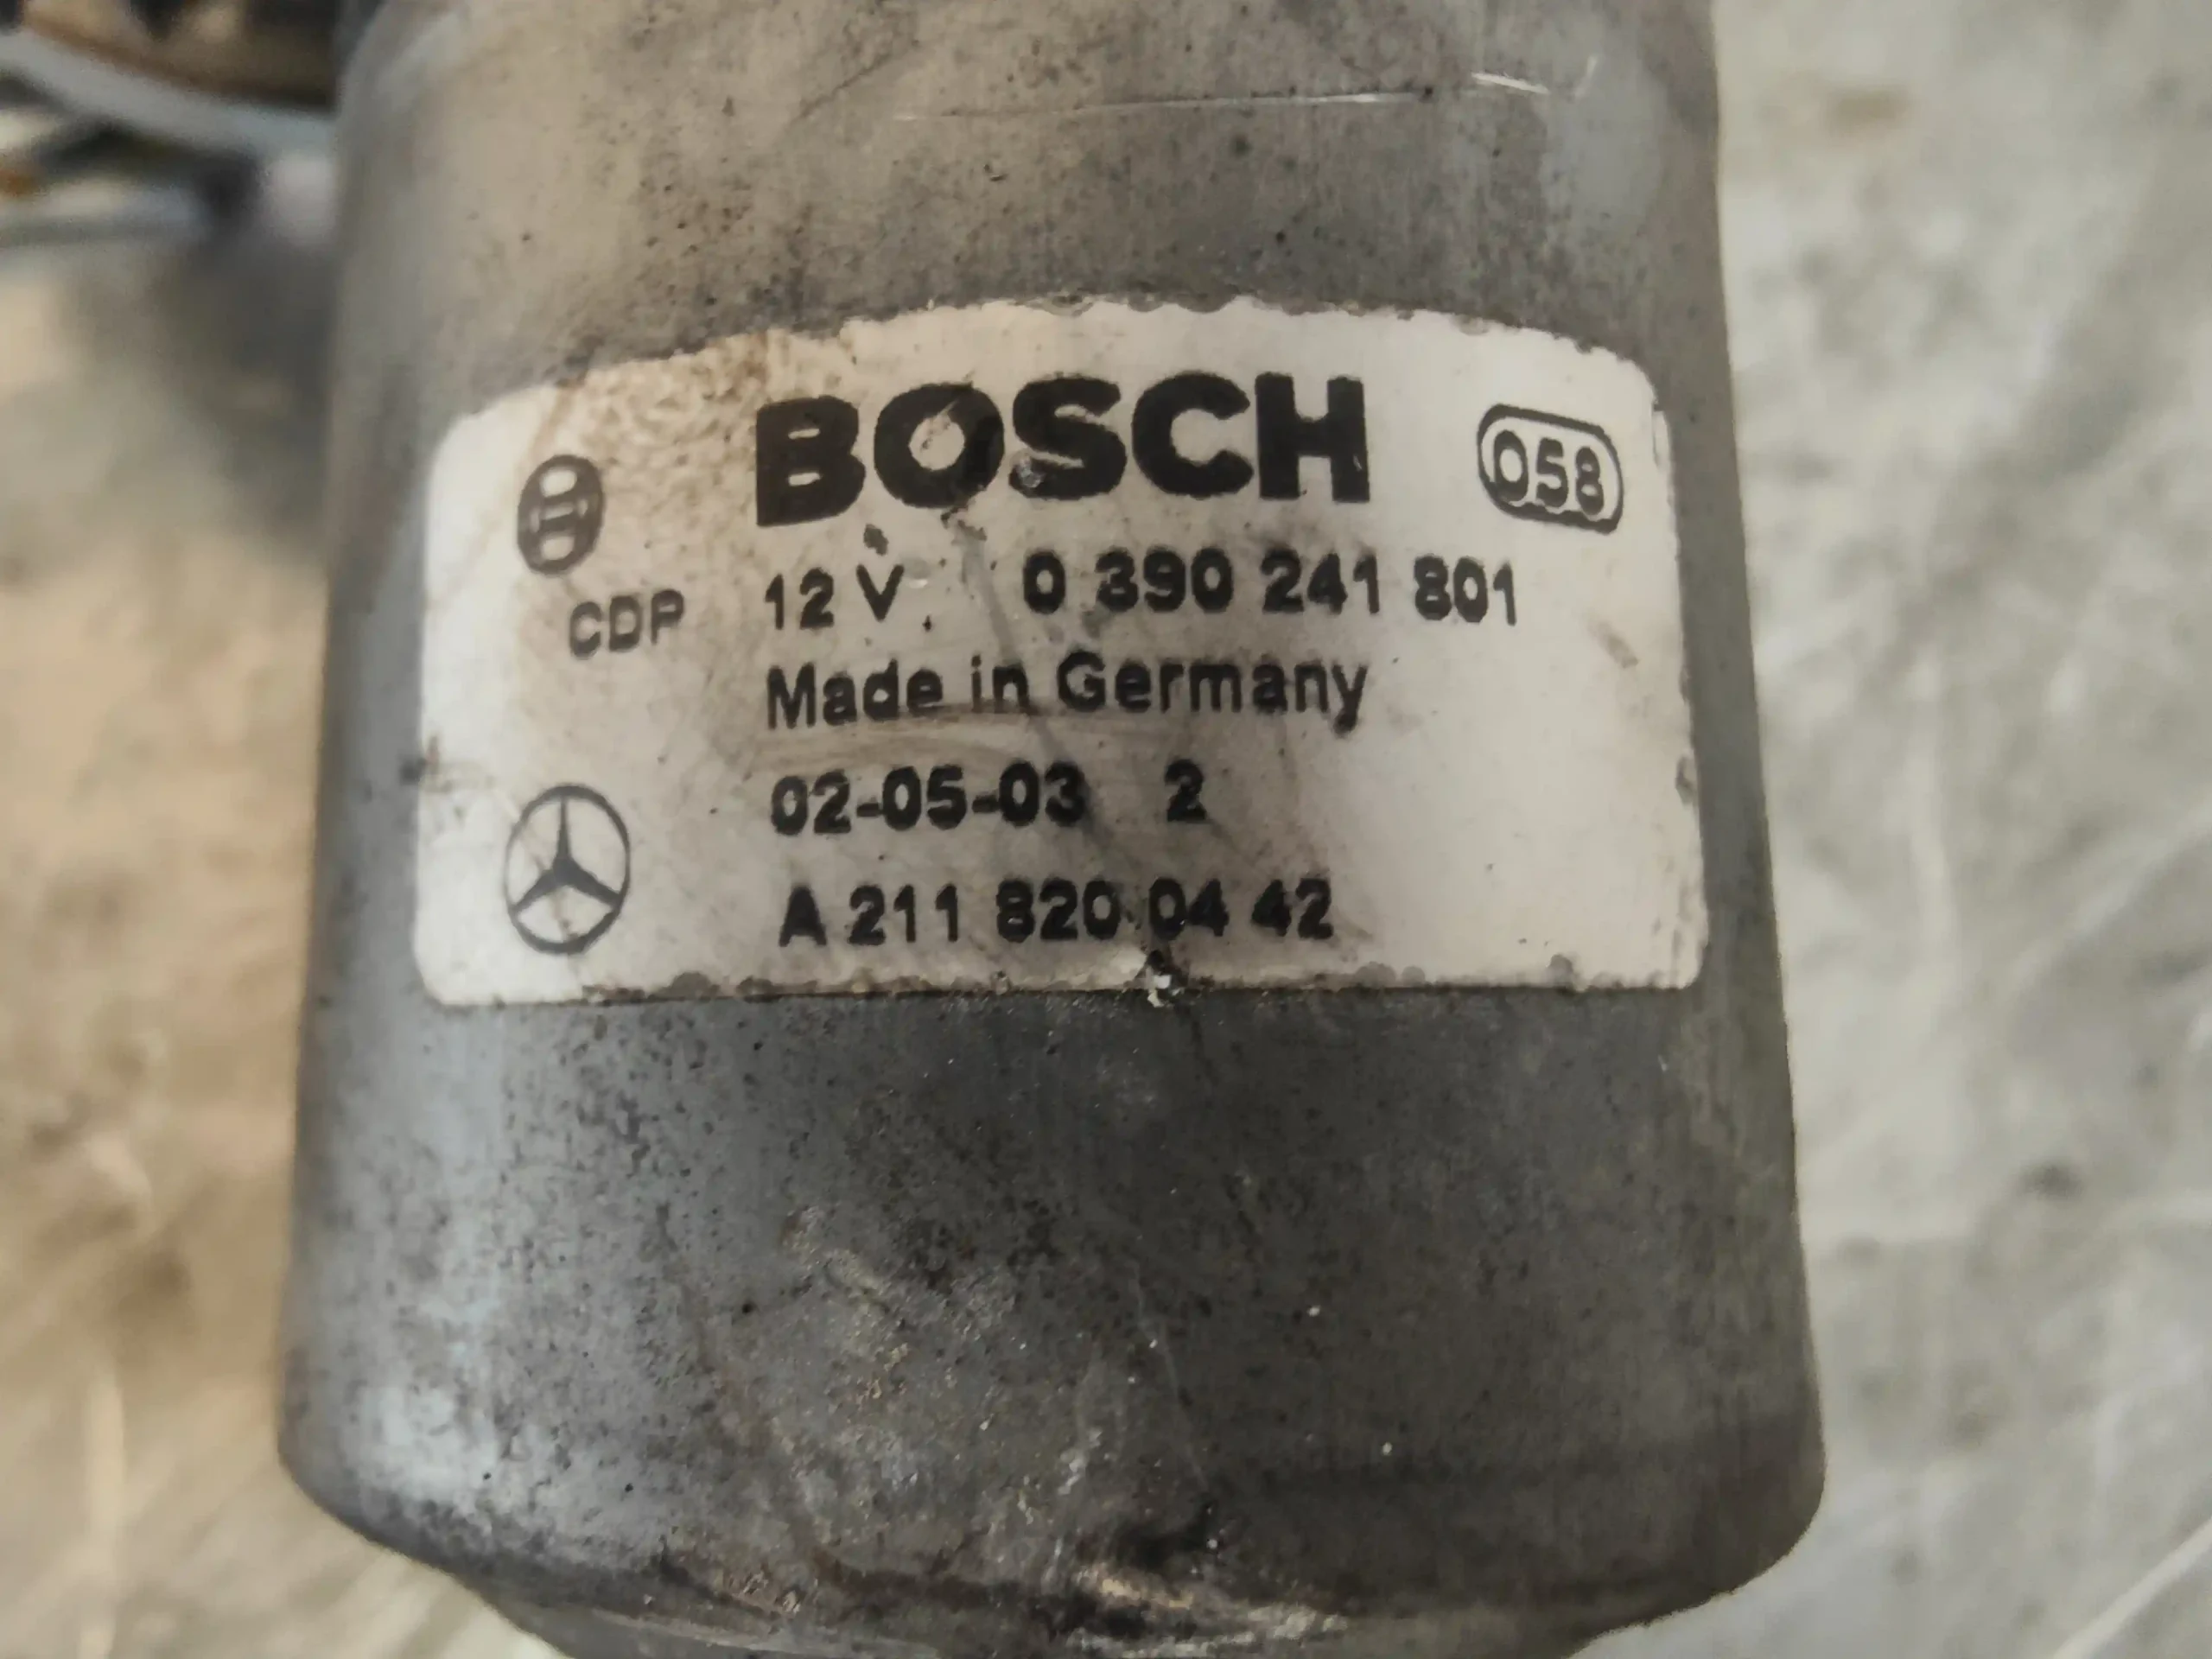 BOSCH 058
CDP 12 V 0 390 241 801
Made in Germany
02-05-03 2
A 211 820 04 42